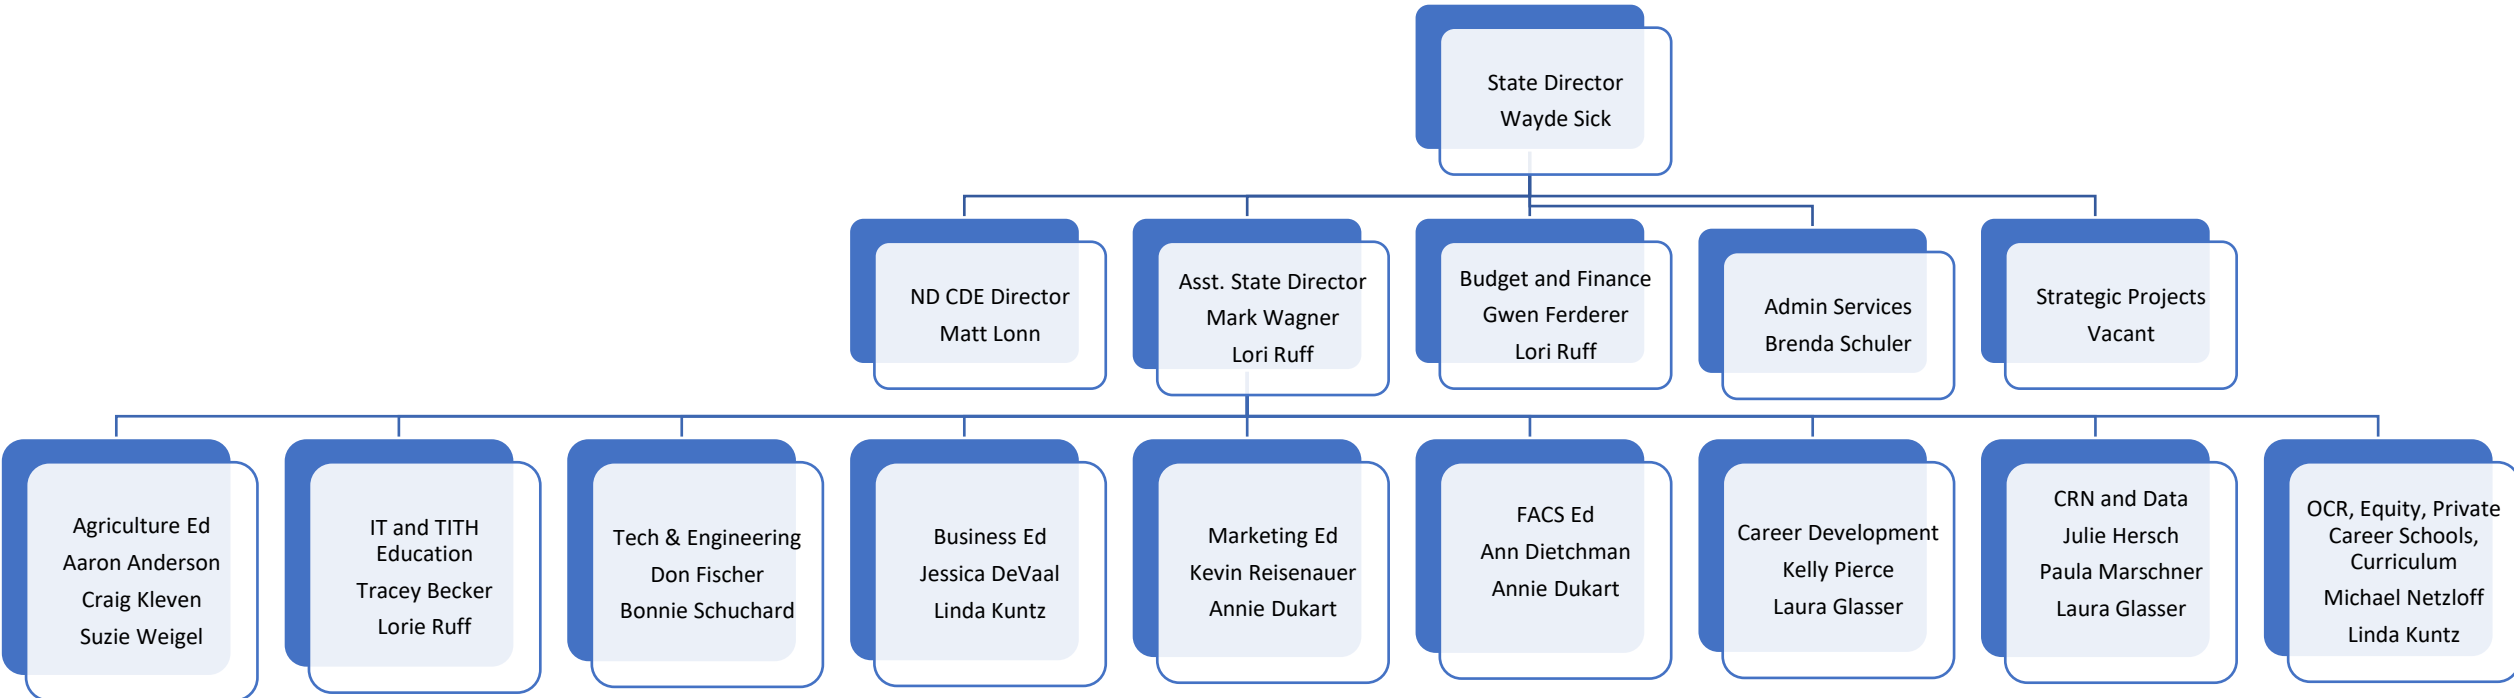 State Director
Wayde Sick
ND CDE Director
Matt Lonn
Asst. State Director
Mark Wagner
Lori Ruff
Budget and Finance
Gwen Ferderer
Lori Ruff
Admin Services
Brenda Schuler
Strategic Projects
Vacant
Agriculture Ed
Aaron Anderson
Craig Kleven
Suzie Weigel
IT and TITH
Education
Tracey Becker
Lorie Ruff
Tech & Engineering
Don Fischer
Bonnie Schuchard
Business Ed
Jessica DeVaal
Linda Kuntz
Marketing Ed
Kevin Reisenauer
Annie Dukart
FACS Ed
Ann Dietchman
Annie Dukart
Career Development
Kelly Pierce
Laura Glasser
CRN and Data
Julie Hersch
Paula Marschner
Laura Glasser
OCR, Equity, Private
Career Schools,
Curriculum
Michael Netzloff
Linda Kuntz